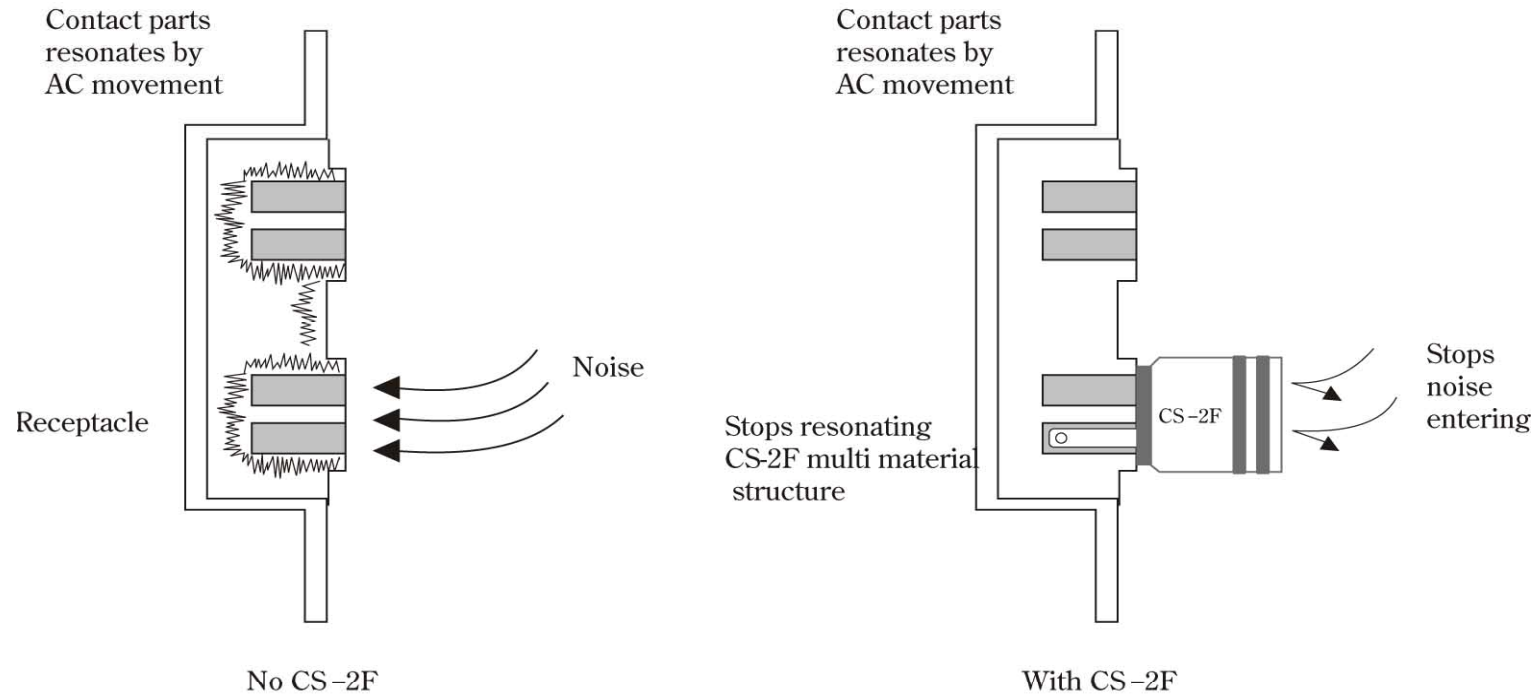 Contact parts
resonates by
AC movement
Noise
Receptacle
No CS–2F
Contact parts
resonates by
AC movement
Stops
noise
entering
CS–2F
Stops resonating
CS-2F multi material
structure
With CS–2F